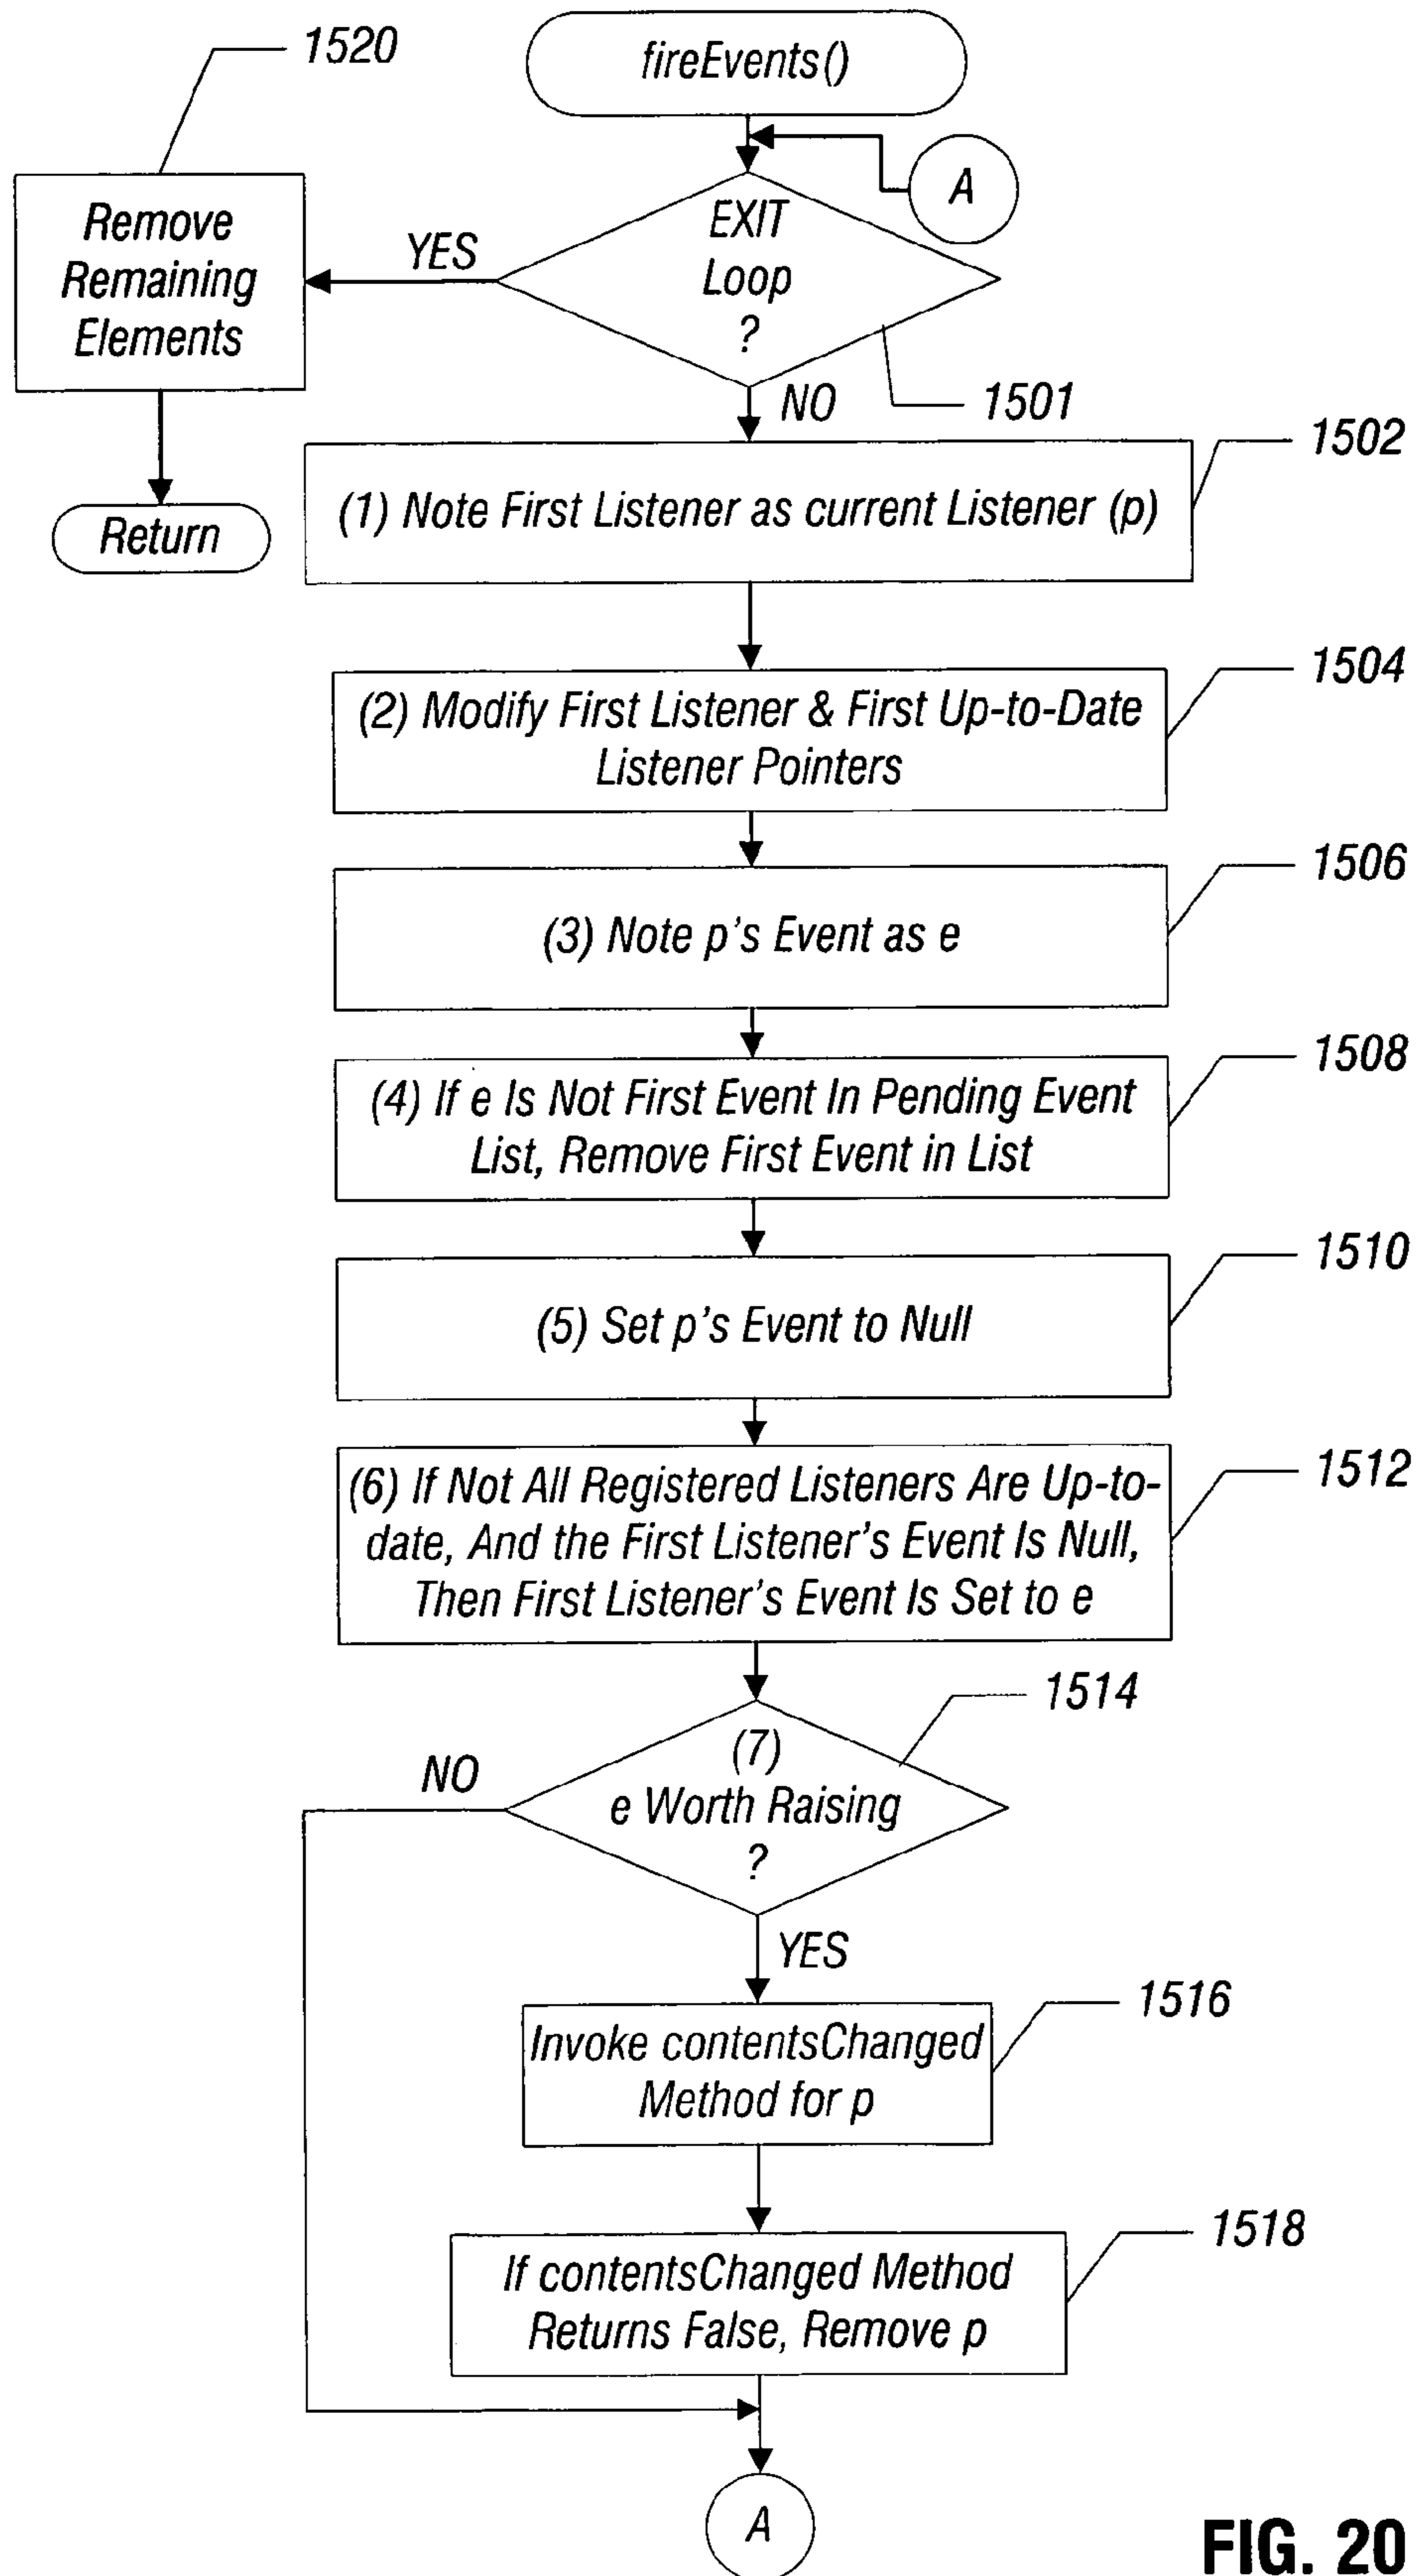 1520
fireEvents()
A
Remove
Remaining
Elements
YES
EXIT
Loop
?
NO
1501
1502
(1) Note First Listener as current Listener (p)
Return
1504
(2) Modify First Listener & First Up-to-Date
Listener Pointers
1506
(3) Note p's Event as e
1508
(4) If e Is Not First Event In Pending Event
List, Remove First Event in List
1510
(5) Set p's Event to Null
1512
(6) If Not All Registered Listeners Are Up-to-
date, And the First Listener's Event Is Null,
Then First Listener's Event Is Set to e
1514
NO
(7)
e Worth Raising
?
YES
1516
Invoke contentsChanged
Method for p
1518
If contentsChanged Method
Returns False, Remove p
A
FIG. 20